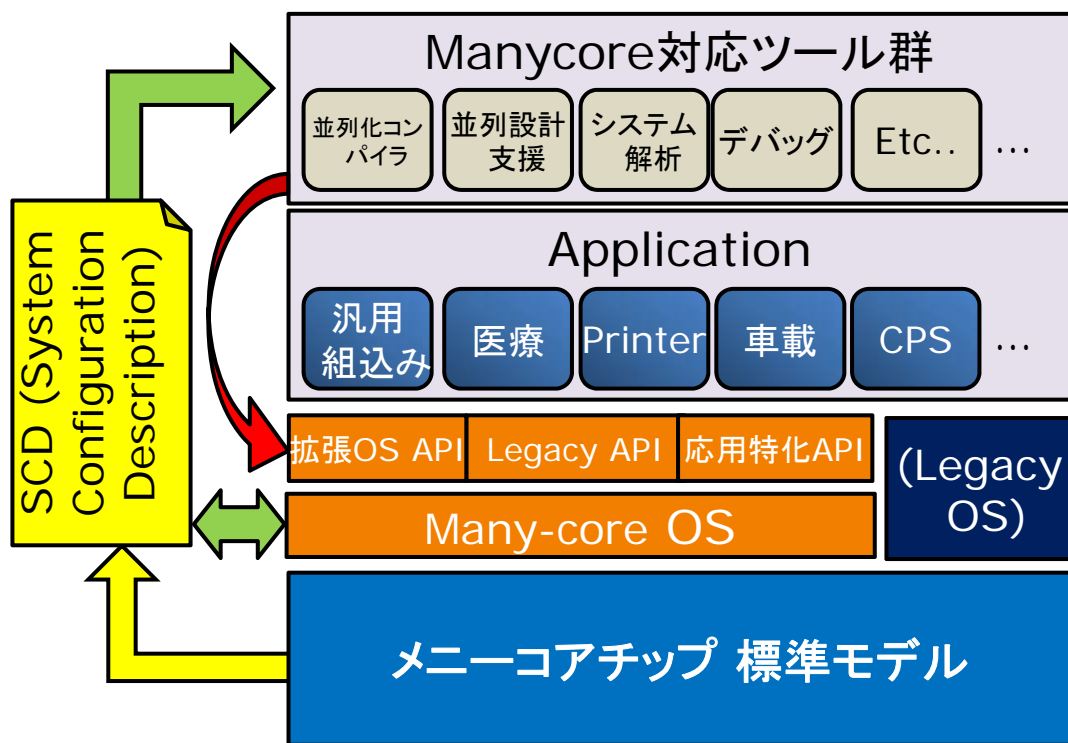 Manycore対応ツール群
並列化コン
パイラ
並列設計
支援
システム
解析
デバッグ
Etc..
...
Application
汎用
組込み
医療
Printer
車載
CPS
...
SCD (System
Configuration
Description)
拡張OS API
Legacy API
応用特化API
(Legacy
OS)
Many-core OS
メニーコアチップ 標準モデル